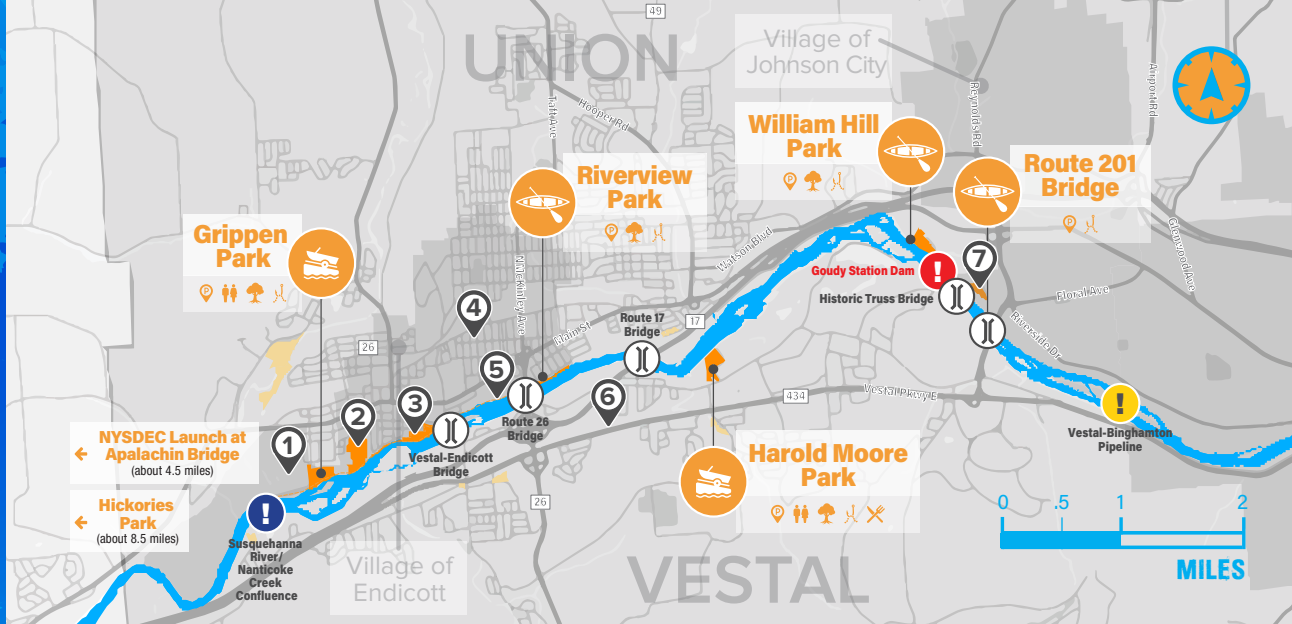 49
UNION
Village of
Johnson City
Taft Ave
Hooper Rd
Reynolds Rd
Airport Rd
William Hill
Park
Riverview
Park
Route 201
Bridge
Grippen
Park
Watson Blvd
Glenwood Ave
7
Goudy Station Dam
!
Historic Truss Bridge
Floral Ave
N McKinley Ave
4
Main St
Route 17
Bridge
17
Riverside Dr
26
5
6
434
Vestal Pkwy E
!
Route 26
Bridge
3
2
1
Vestal-Endicott
Bridge
Vestal-Binghamton
Pipeline
NYSDEC Launch at
Apalachin Bridge
(about 4.5 miles)
Harold Moore
Park
Hickories
Park
(about 8.5 miles)
!
26
Susquehanna
River/
Nanticoke
Creek
Confluence
Village of
Endicott
VESTAL
0 .5 1 2
MILES